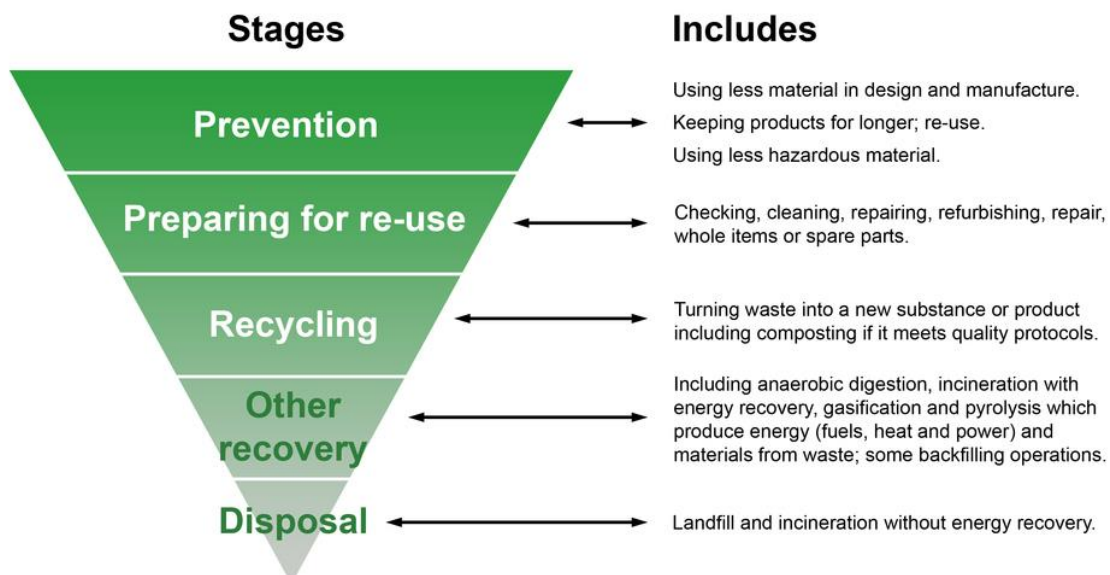 Stages
Includes
Prevention
Using less material in design and manufacture.
Keeping products for longer; re-use.
Using less hazardous material.
Preparing for re-use
Checking, cleaning, repairing, refurbishing, repair,
whole items or spare parts.
Recycling
Turning waste into a new substance or product
including composting if it meets quality protocols.
Other
recovery
Including anaerobic digestion, incineration with
energy recovery, gasification and pyrolysis which
produce energy (fuels, heat and power) and
materials from waste; some backfilling operations.
Disposal
Landfill and incineration without energy recovery.